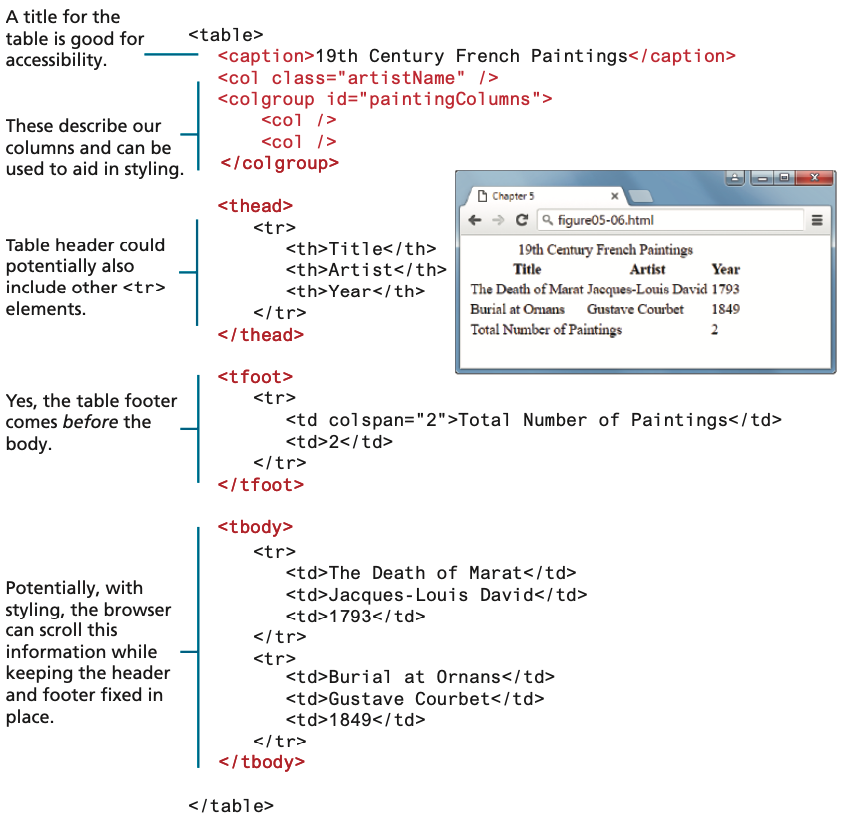 A title for the
table is good for
accessibility.
<table>
<caption>19th Century French Paintings</caption>
<col class="artistName" />
<colgroup id="paintingColumns">
<col />
<col />
</colgroup>
These describe our
columns and can be
used to aid in styling.
<thead>
<tr>
<th>Title</th>
<th>Artist</th>
<th>Year</th>
</tr>
</thead>
Table header could
potentially also
include other <tr>
elements.
Chapter 5
figure05-06.html
19th Century French Paintings
Title Artist Year
The Death of Marat Jacques-Louis David 1793
Burial at Ornans Gustave Courbet 1849
Total Number of Paintings 2
<tfoot>
<tr>
<td colspan="2">Total Number of Paintings</td>
<td>2</td>
</tr>
</tfoot>
Yes, the table footer
comes before the
body.
<tbody>
<tr>
<td>The Death of Marat</td>
<td>Jacques-Louis David</td>
<td>1793</td>
</tr>
<tr>
<td>Burial at Ornans</td>
<td>Gustave Courbet</td>
<td>1849</td>
</tr>
</tbody>
Potentially, with
styling, the browser
can scroll this
information while
keeping the header
and footer fixed in
place.
</table>